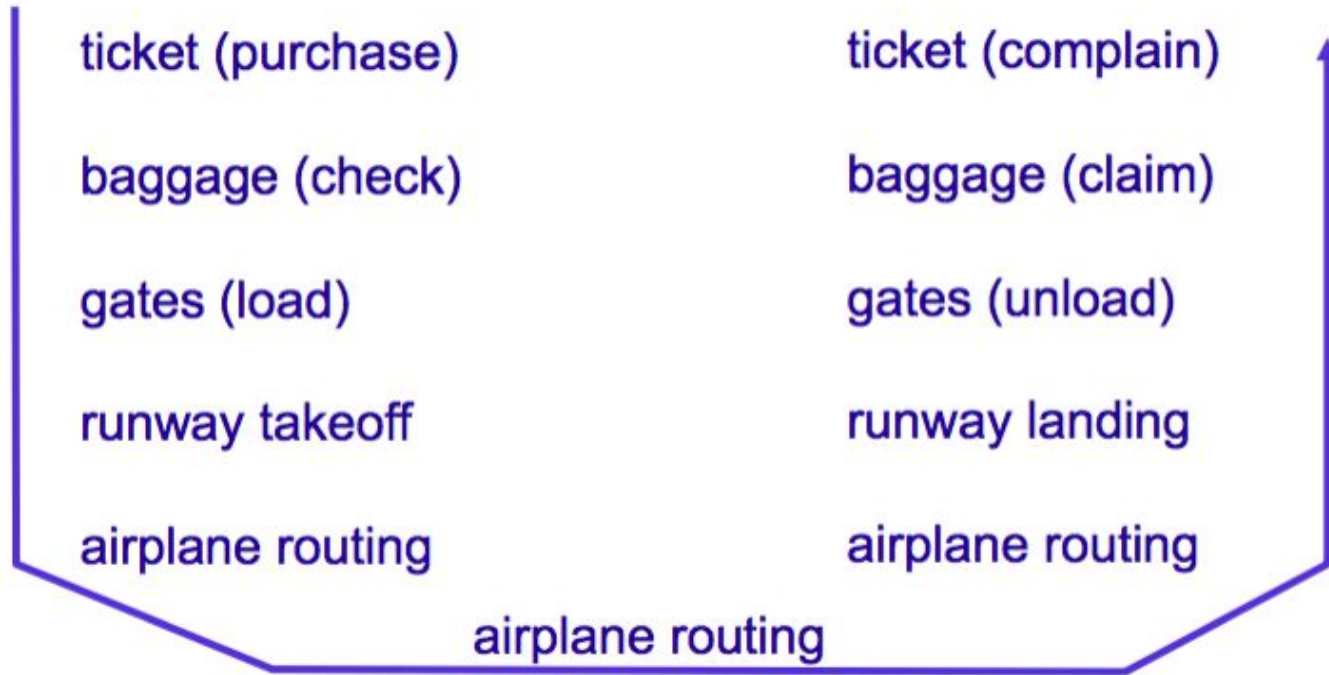 ticket (purchase)
baggage (check)
gates (load)
runway takeoff
airplane routing
ticket (complain)
baggage (claim)
gates (unload)
runway landing
airplane routing
airplane routing